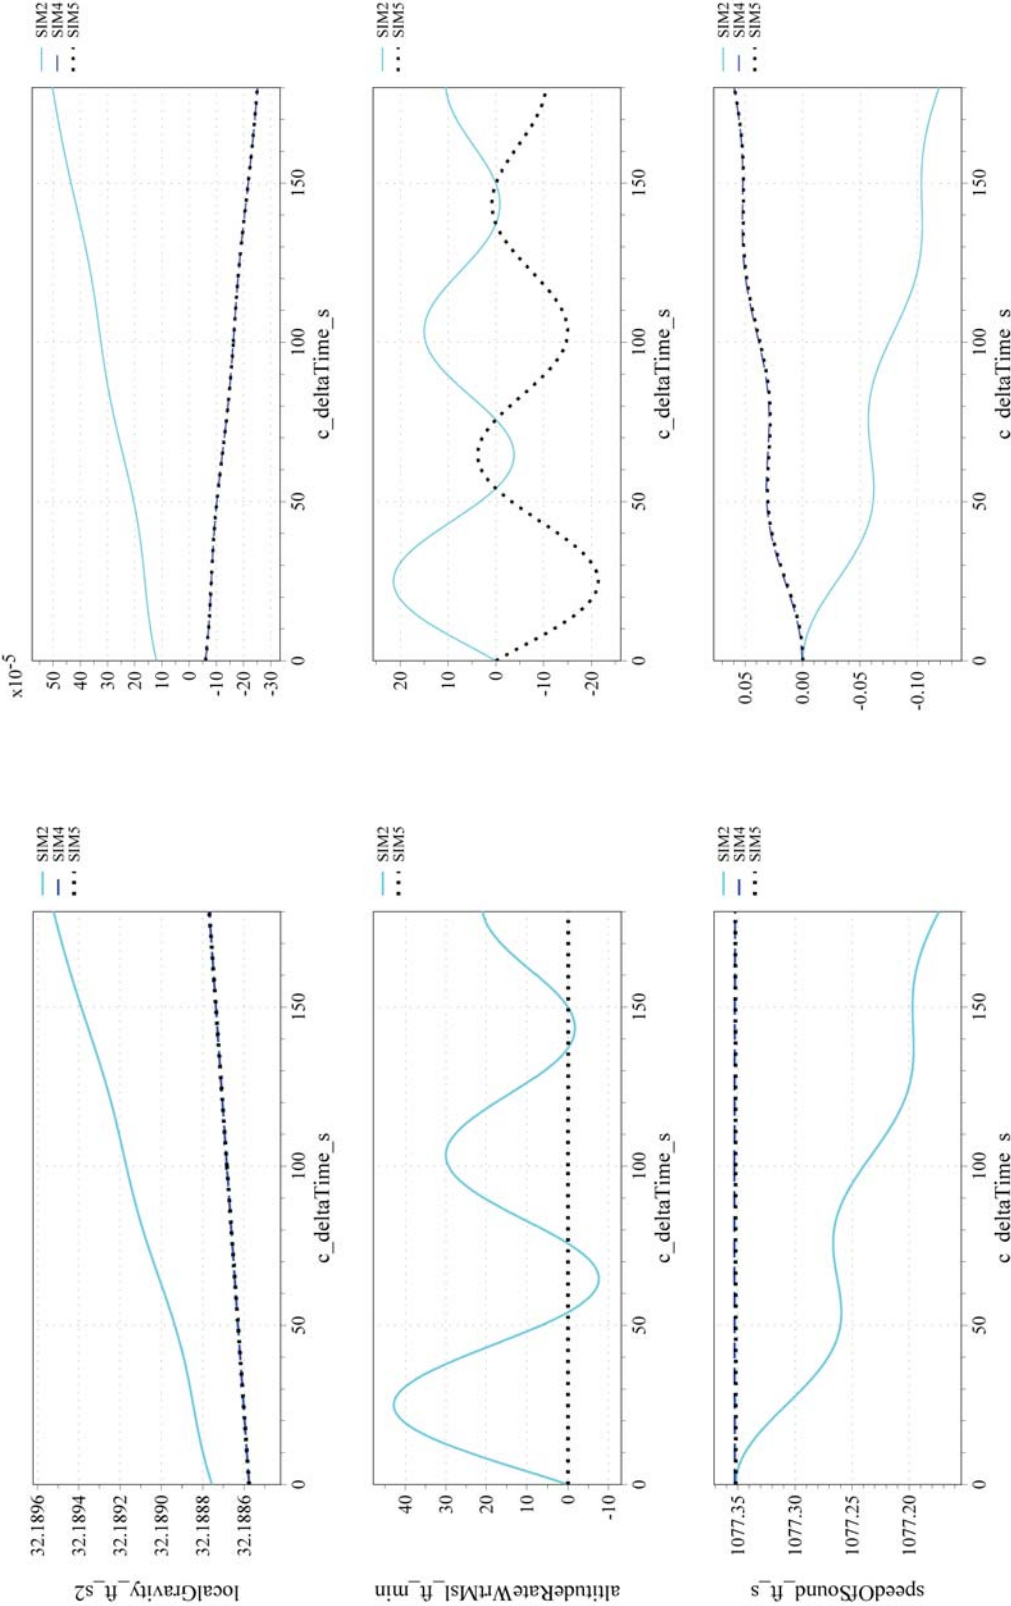 localGravity_ft_s2
32.1896
32.1894
32.1892
32.1890
32.1888
32.1886
0
50
100
150
c_deltaTime_s
SIM2
SIM4
SIM5
x10-5
50
40
30
20
10
0
-10
-20
-30
0
50
100
150
c_deltaTime_s
SIM2
SIM4
SIM5
altitudeRateWrtMsl_ft_min
40
30
20
10
0
-10
0
50
100
150
c_deltaTime_s
SIM2
SIM5
20
10
0
-10
-20
0
50
100
150
c_deltaTime_s
SIM2
SIM5
speedOfSound_ft_s
1077.35
1077.30
1077.25
1077.20
0
50
100
150
c deltaTime s
SIM2
SIM4
SIM5
0.05
0.00
-0.05
-0.10
0
50
100
150
c deltaTime s
SIM2
SIM4
SIM5